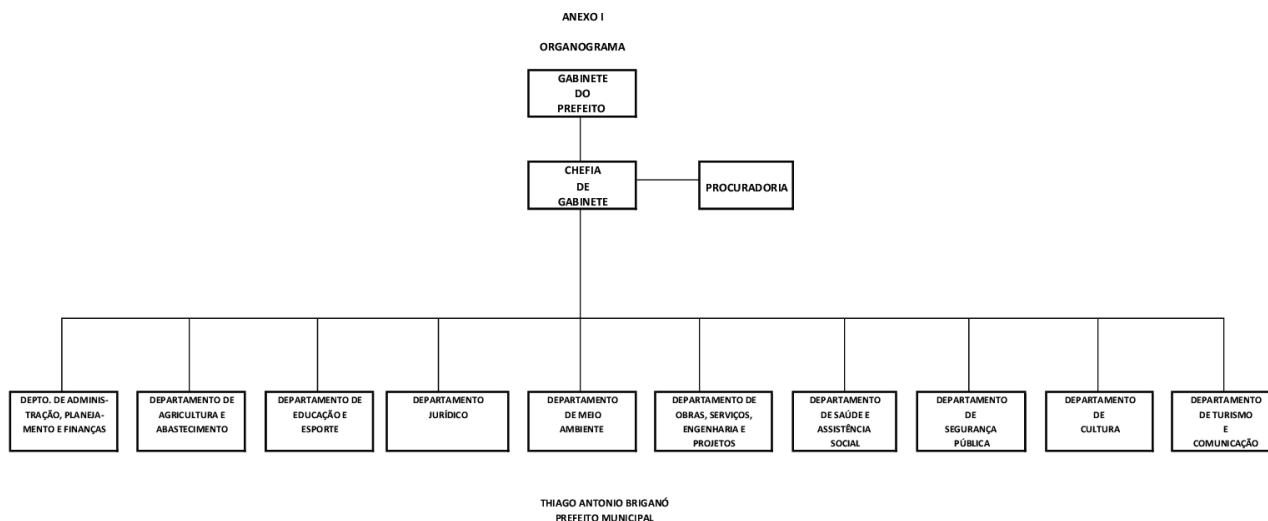 ANEXO I
ORGANOGRAMA
GABINETE
DO
PREFEITO
CHEFIA
DE
GABINETE
PROCURADORIA
DEPTO. DE ADMINIS-
TRAÇÃO, PLANEJA-
MENTO E FINANÇAS
DEPARTAMENTO DE
AGRICULTURA E
ABASTECIMENTO
DEPARTAMENTO DE
EDUCAÇÃO E
ESPORTE
DEPARTAMENTO
JURÍDICO
DEPARTAMENTO
DE MEIO
AMBIENTE
DEPARTAMENTO DE
OBRAS, SERVIÇOS,
ENGENHARIA E
PROJETOS
DEPARTAMENTO
DE SAÚDE E
ASSISTÊNCIA
SOCIAL
DEPARTAMENTO
DE
SEGURANÇA
PÚBLICA
DEPARTAMENTO
DE
CULTURA
DEPARTAMENTO
DE TURISMO
E
COMUNICAÇÃO
THIAGO ANTONIO BRIGANÓ
PREFEITO MUNICIPAL